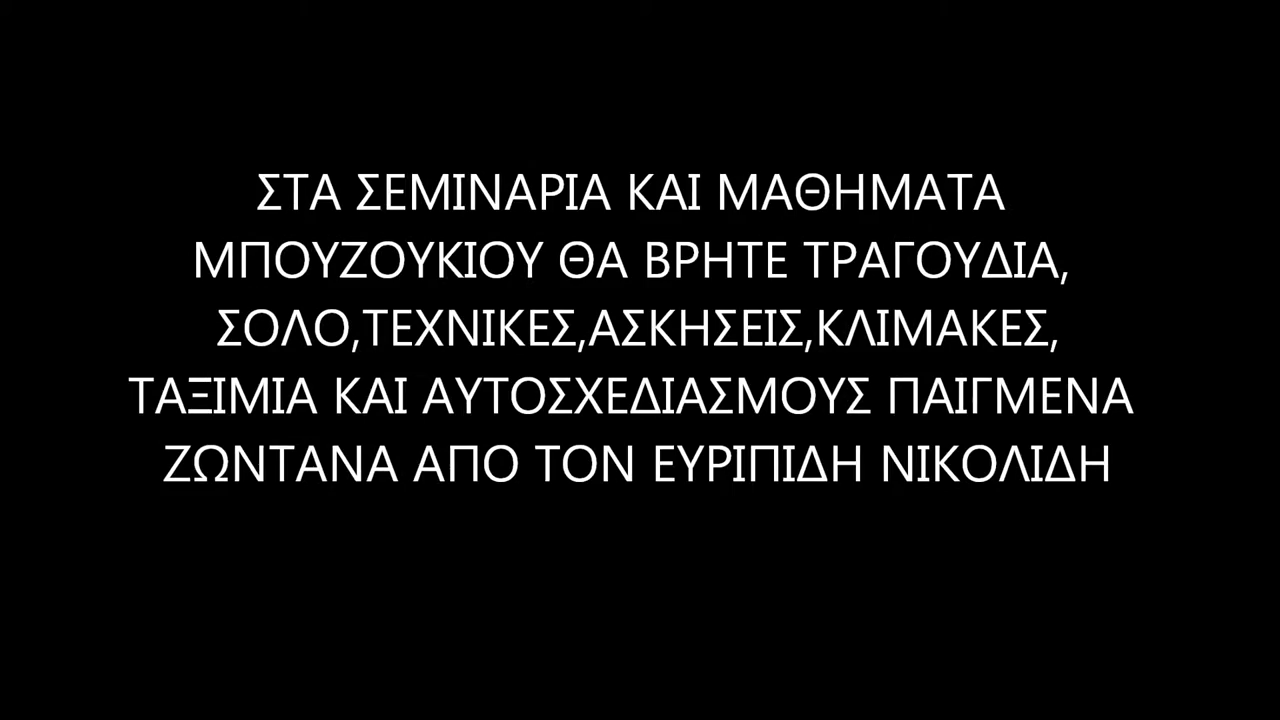 ΣΤΑ ΣΕΜΙΝΑΡΙΑ ΚΑΙ ΜΑΘΗΜΑΤΑ
ΜΠΟΥΖΟΥΚΙΟΥ ΘΑ ΒΡΗΤΕ ΤΡΑΓΟΥΔΙΑ,
ΣΟΛΟ,ΤΕΧΝΙΚΕΣ,ΑΣΚΗΣΕΙΣ,ΚΛΙΜΑΚΕΣ,
ΤΑΞΙΜΙΑ ΚΑΙ ΑΥΤΟΣΧΕΔΙΑΣΜΟΥΣ ΠΑΙΓΜΕΝΑ
ΖΩΝΤΑΝΑ ΑΠΟ ΤΟΝ ΕΥΡΙΠΙΔΗ ΝΙΚΟΛΙΔΗ